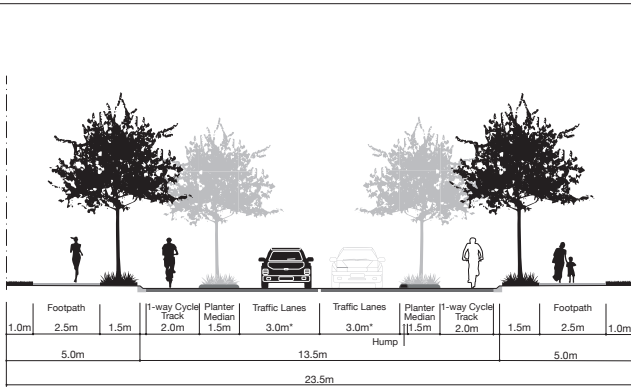 Footpath 1-way Cycle Planter Traffic Lanes Traffic Lanes Planter 1-way Cycle Footpath
Track Median Median Track
1.0m 2.5m 1.5m 2.0m 1.5m 3.0m* 3.0m* 1.5m 2.0m 1.5m 2.5m 1.0m
Hump
5.0m 13.5m 5.0m
23.5m